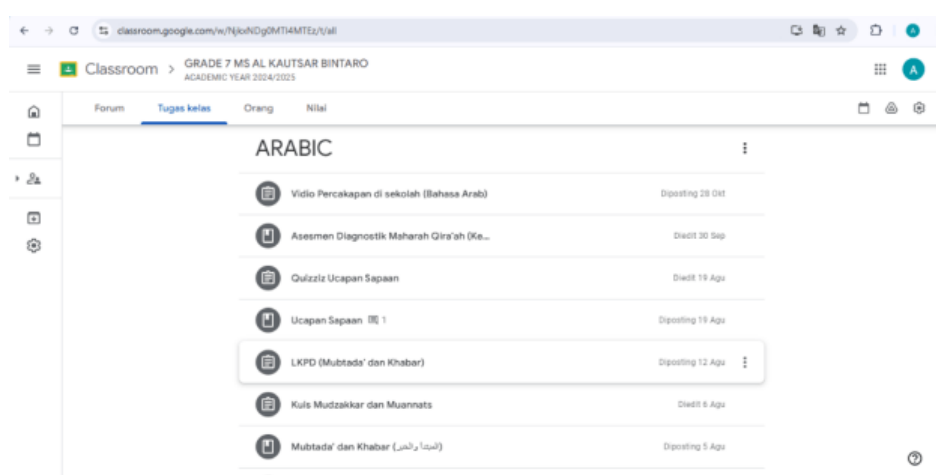 classroom.google.com/w/NjkxNDg0MTI4MTEz/t/all
A
Classroom > GRADE 7 MS AL KAUTSAR BINTARO
ACADEMIC YEAR 2024/2025
A
Forum Tugas kelas Orang Nilai
ARABIC
Vidio Percakapan di sekolah (Bahasa Arab) Diposting 28 Okt
Asesmen Diagnostik Maharah Qira'ah (Ke... Diedit 30 Sep
Quizziz Ucapan Sapaan Diedit 19 Agu
Ucapan Sapaan 1 Diposting 19 Agu
LKPD (Mubtada' dan Khabar) Diposting 12 Agu
Kuis Mudzakkar dan Muannats Diedit 6 Agu
Mubtada' dan Khabar (المبتدأ والخبر) Diposting 5 Agu